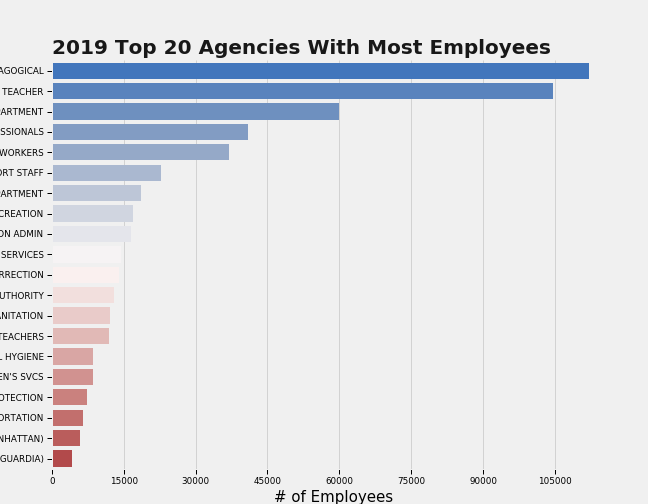 2019 Top 20 Agencies With Most Employees
AGOGICAL
TEACHER
PARTMENT
SSIONALS
WORKERS
ORT STAFF
PARTMENT
CREATION
ON ADMIN
SERVICES
RRECTION
UTHORITY
ANITATION
TEACHERS
L HYGIENE
EN'S SVCS
OTECTION
ORTATION
NHATTAN)
GUARDIA)
0 15000 30000 45000 60000 75000 90000 105000
# of Employees